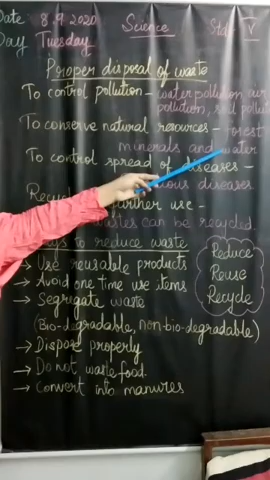 Date 8.9.2020 Science Std V
Day Tuesday
Proper disposal of waste
To control pollution - water pollution, air
pollution, soil pollut
To conserve natural resources - forest
minerals and water
To control spread of diseases -
diseases
further use -
wastes can be recycled
to reduce waste
→ Use reusable products
→ Avoid one time use items
→ Segregate waste
(Bio-degradable, non-bio-degradable)
→ Dispose properly
→ Do not waste food.
→ Convert into manures
Reduce
Reuse
Recycle